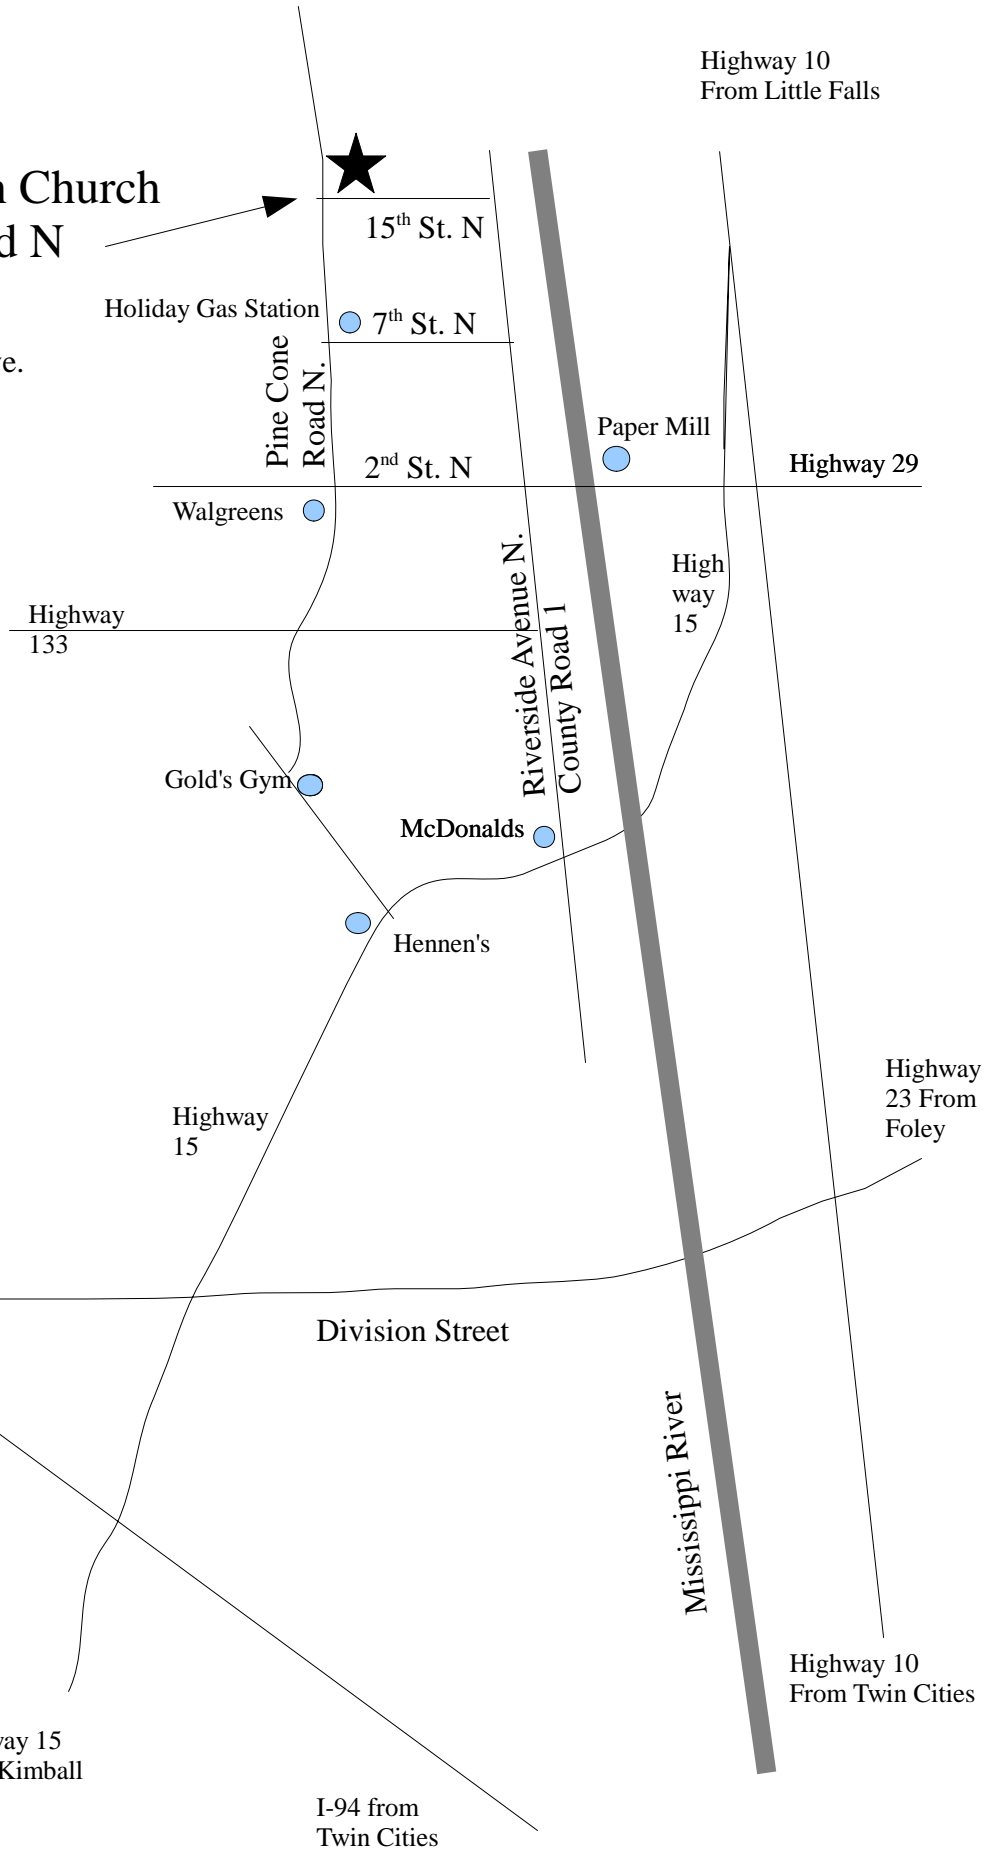 Highway 10
From Little Falls
Church
N
15th St. N
Holiday Gas Station
7th St. N
Pine Cone
Road N.
Paper Mill
2nd St. N
Highway 29
Walgreens
Riverside Avenue N.
County Road 1
High
way
15
Highway
133
Gold's Gym
McDonalds
Hennen's
Highway
23 From
Foley
Highway
15
Division Street
Mississippi River
Highway 10
From Twin Cities
15
Kimball
I-94 from
Twin Cities